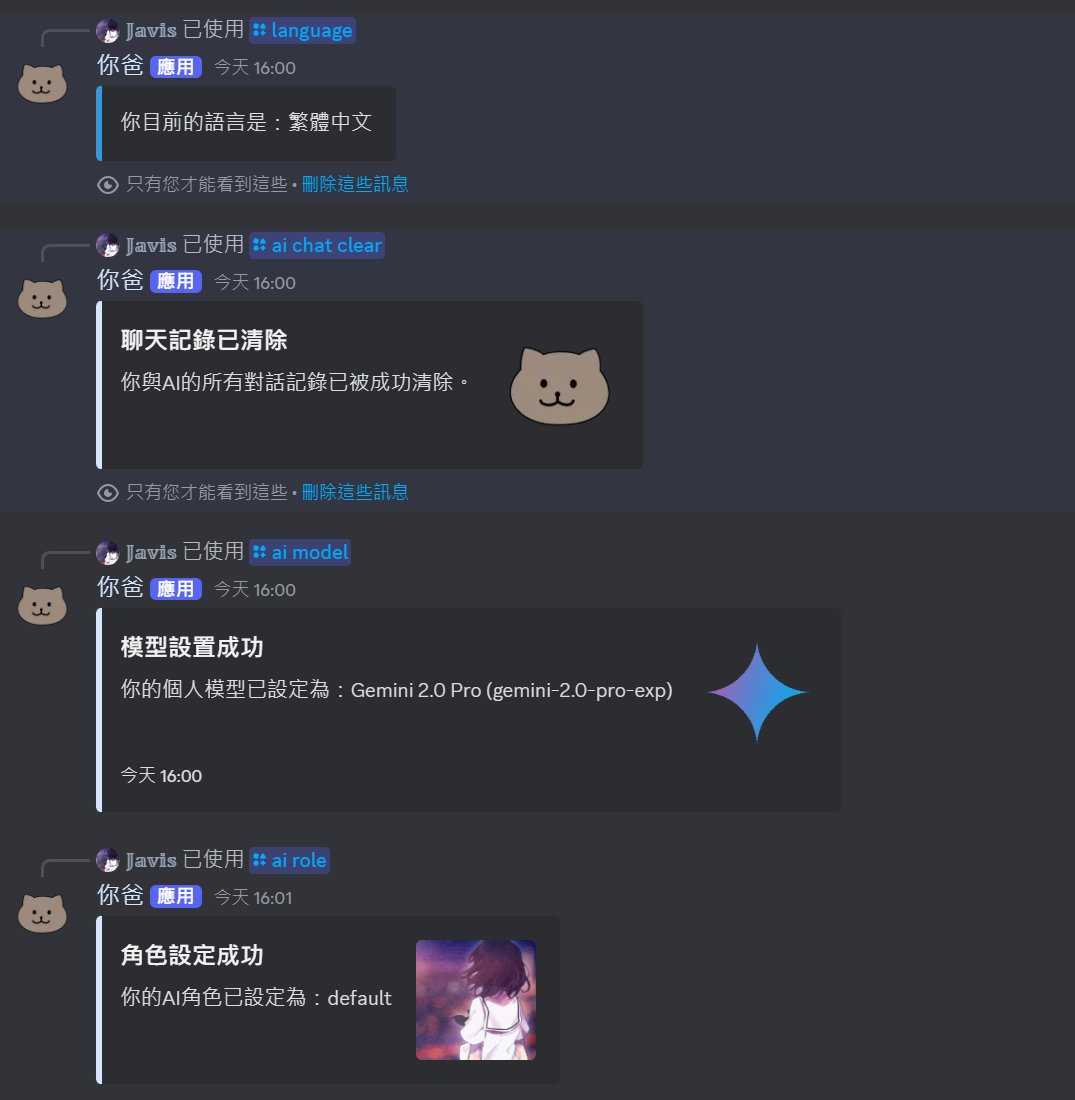 𝕁𝕒𝕧𝕚𝕤 已使用 language
你爸 應用 今天 16:00
你目前的語言是：繁體中文
只有您才能看到這些 • 刪除這些訊息
𝕁𝕒𝕧𝕚𝕤 已使用 ai chat clear
你爸 應用 今天 16:00
聊天記錄已清除
你與AI的所有對話記錄已被成功清除。
只有您才能看到這些 • 刪除這些訊息
𝕁𝕒𝕧𝕚𝕤 已使用 ai model
你爸 應用 今天 16:00
模型設置成功
你的個人模型已設定為：Gemini 2.0 Pro (gemini-2.0-pro-exp)
今天 16:00
𝕁𝕒𝕧𝕚𝕤 已使用 ai role
你爸 應用 今天 16:01
角色設定成功
你的AI角色已設定為：default